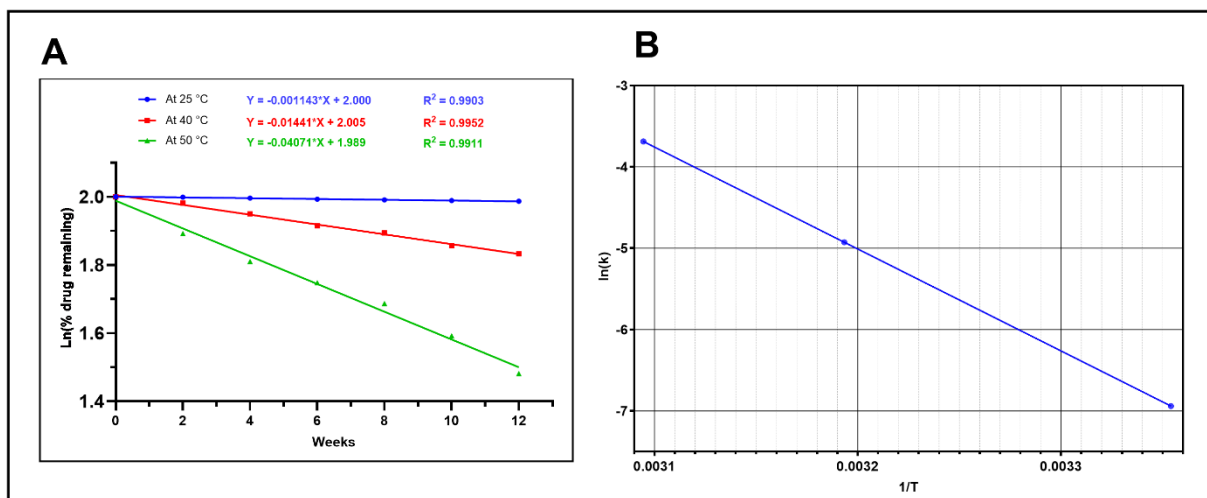 A
At 25 °C Y = -0.001143*X + 2.000 R² = 0.9903
At 40 °C Y = -0.01441*X + 2.005 R² = 0.9952
At 50 °C Y = -0.04071*X + 1.989 R² = 0.9911
Ln(% drug remaining)
2.0
1.8
1.6
1.4
0 2 4 6 8 10 12
Weeks
B
ln(k)
-3
-4
-5
-6
-7
0.0031 0.0032 0.0033
1/T